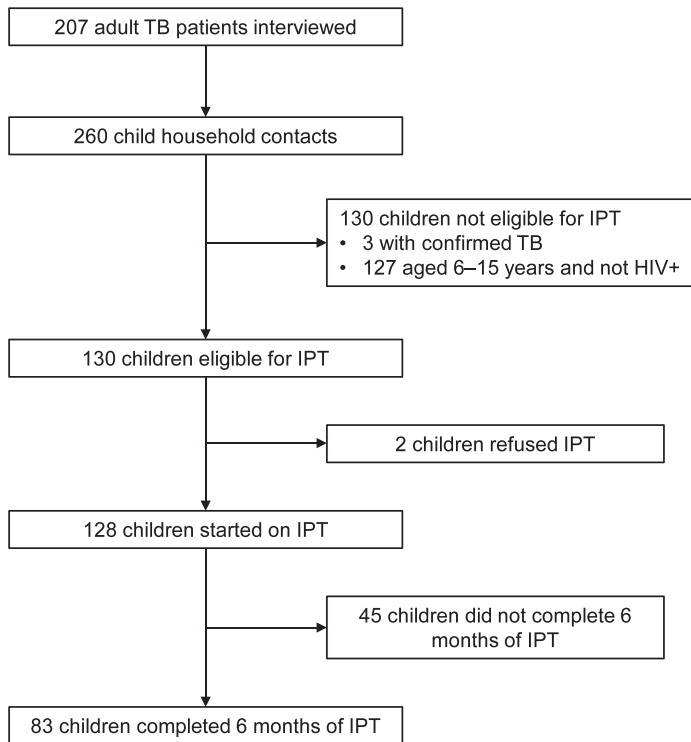 207 adult TB patients interviewed
260 child household contacts
130 children not eligible for IPT
• 3 with confirmed TB
• 127 aged 6–15 years and not HIV+
130 children eligible for IPT
2 children refused IPT
128 children started on IPT
45 children did not complete 6
months of IPT
83 children completed 6 months of IPT